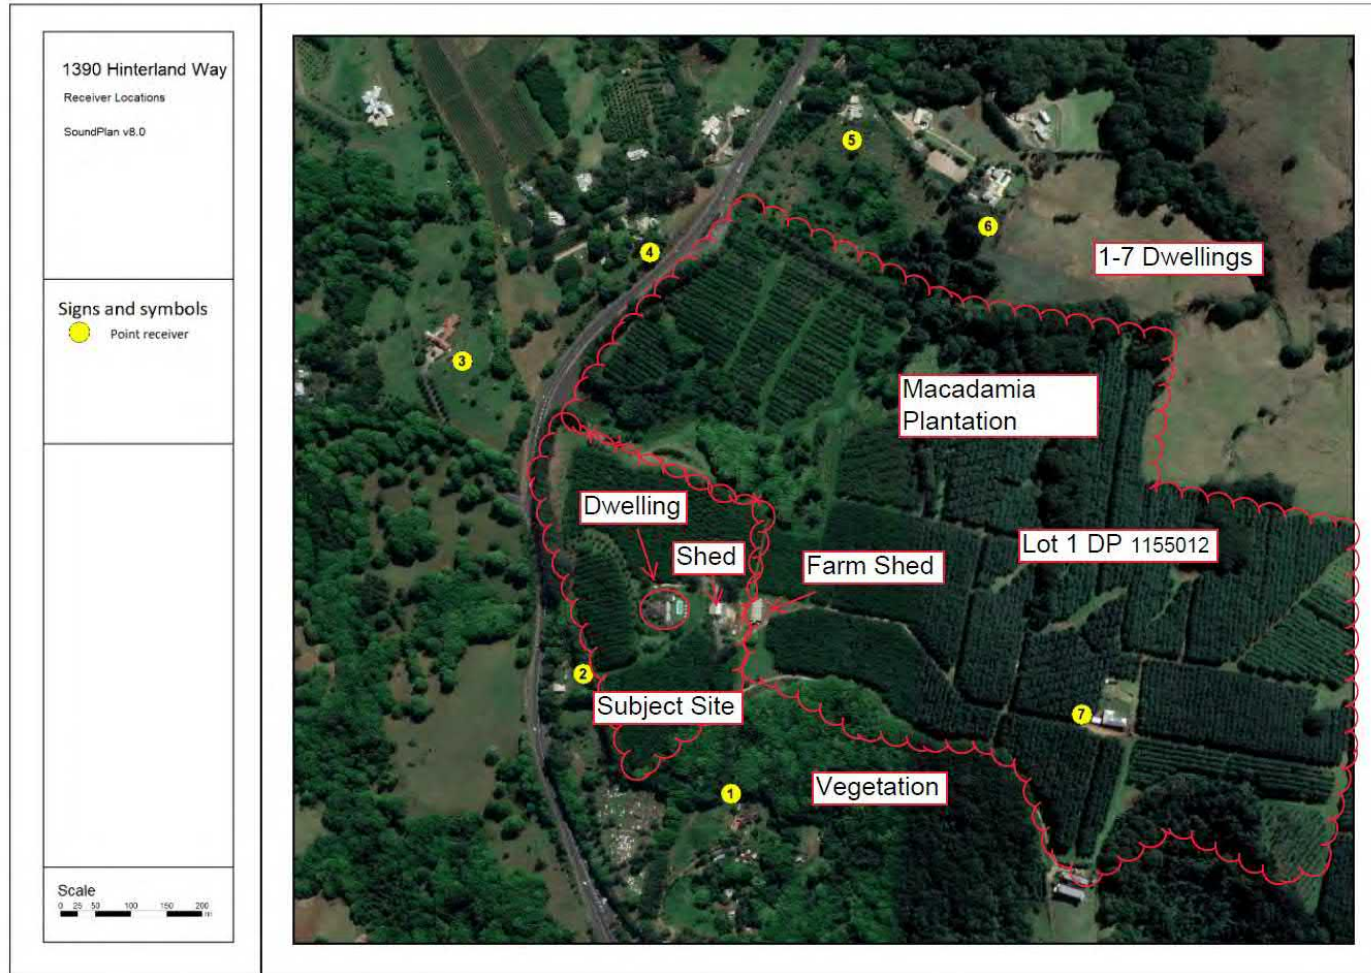 1390 Hinterland Way
Receiver Locations
SoundPlan v8.0
Signs and symbols
Point receiver
Scale
0 25 50 100 150 200
m
5
6
4
1-7 Dwellings
3
Macadamia
Plantation
Dwelling
Lot 1 DP 1155012
Shed
Farm Shed
2
Subject Site
7
Vegetation
1